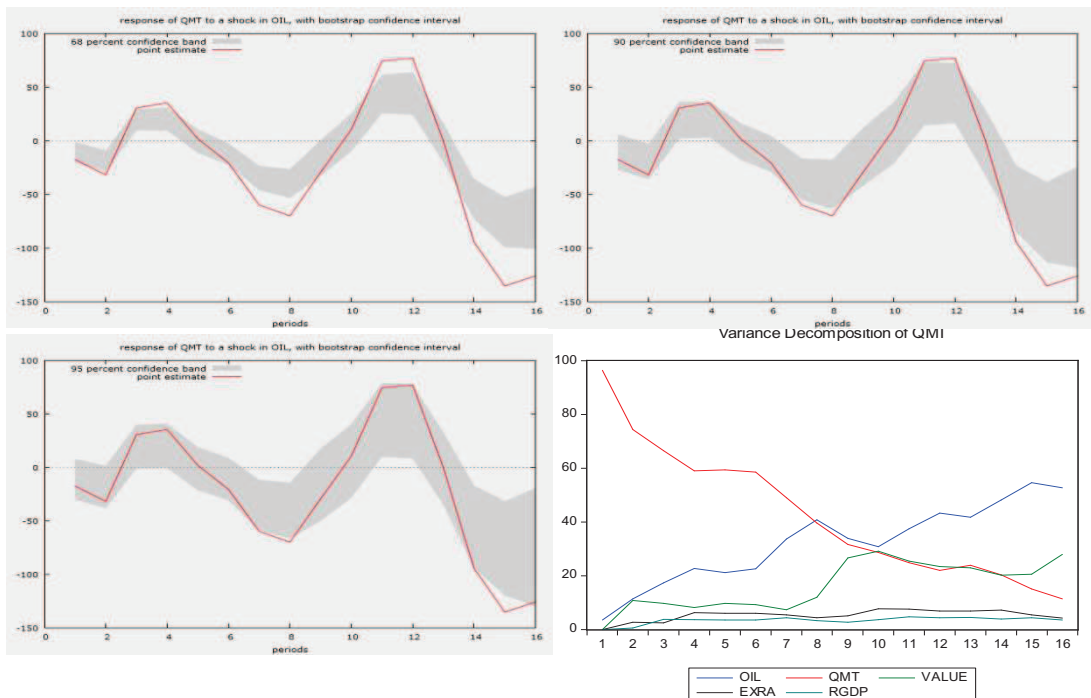 response of QMT to a shock in OIL, with bootstrap confidence interval
100
68 percent confidence band
point estimate
50
0
-50
-100
-150
0 2 4 6 8 10 12 14 16
periods
response of QMT to a shock in OIL, with bootstrap confidence interval
100
90 percent confidence band
point estimate
50
0
-50
-100
-150
0 2 4 6 8 10 12 14 16
periods
response of QMT to a shock in OIL, with bootstrap confidence interval
100
95 percent confidence band
point estimate
50
0
-50
-100
-150
0 2 4 6 8 10 12 14 16
periods
Variance Decomposition of QMT
100
80
60
40
20
0
1 2 3 4 5 6 7 8 9 10 11 12 13 14 15 16
OIL QMT VALUE
EXRA RGDP